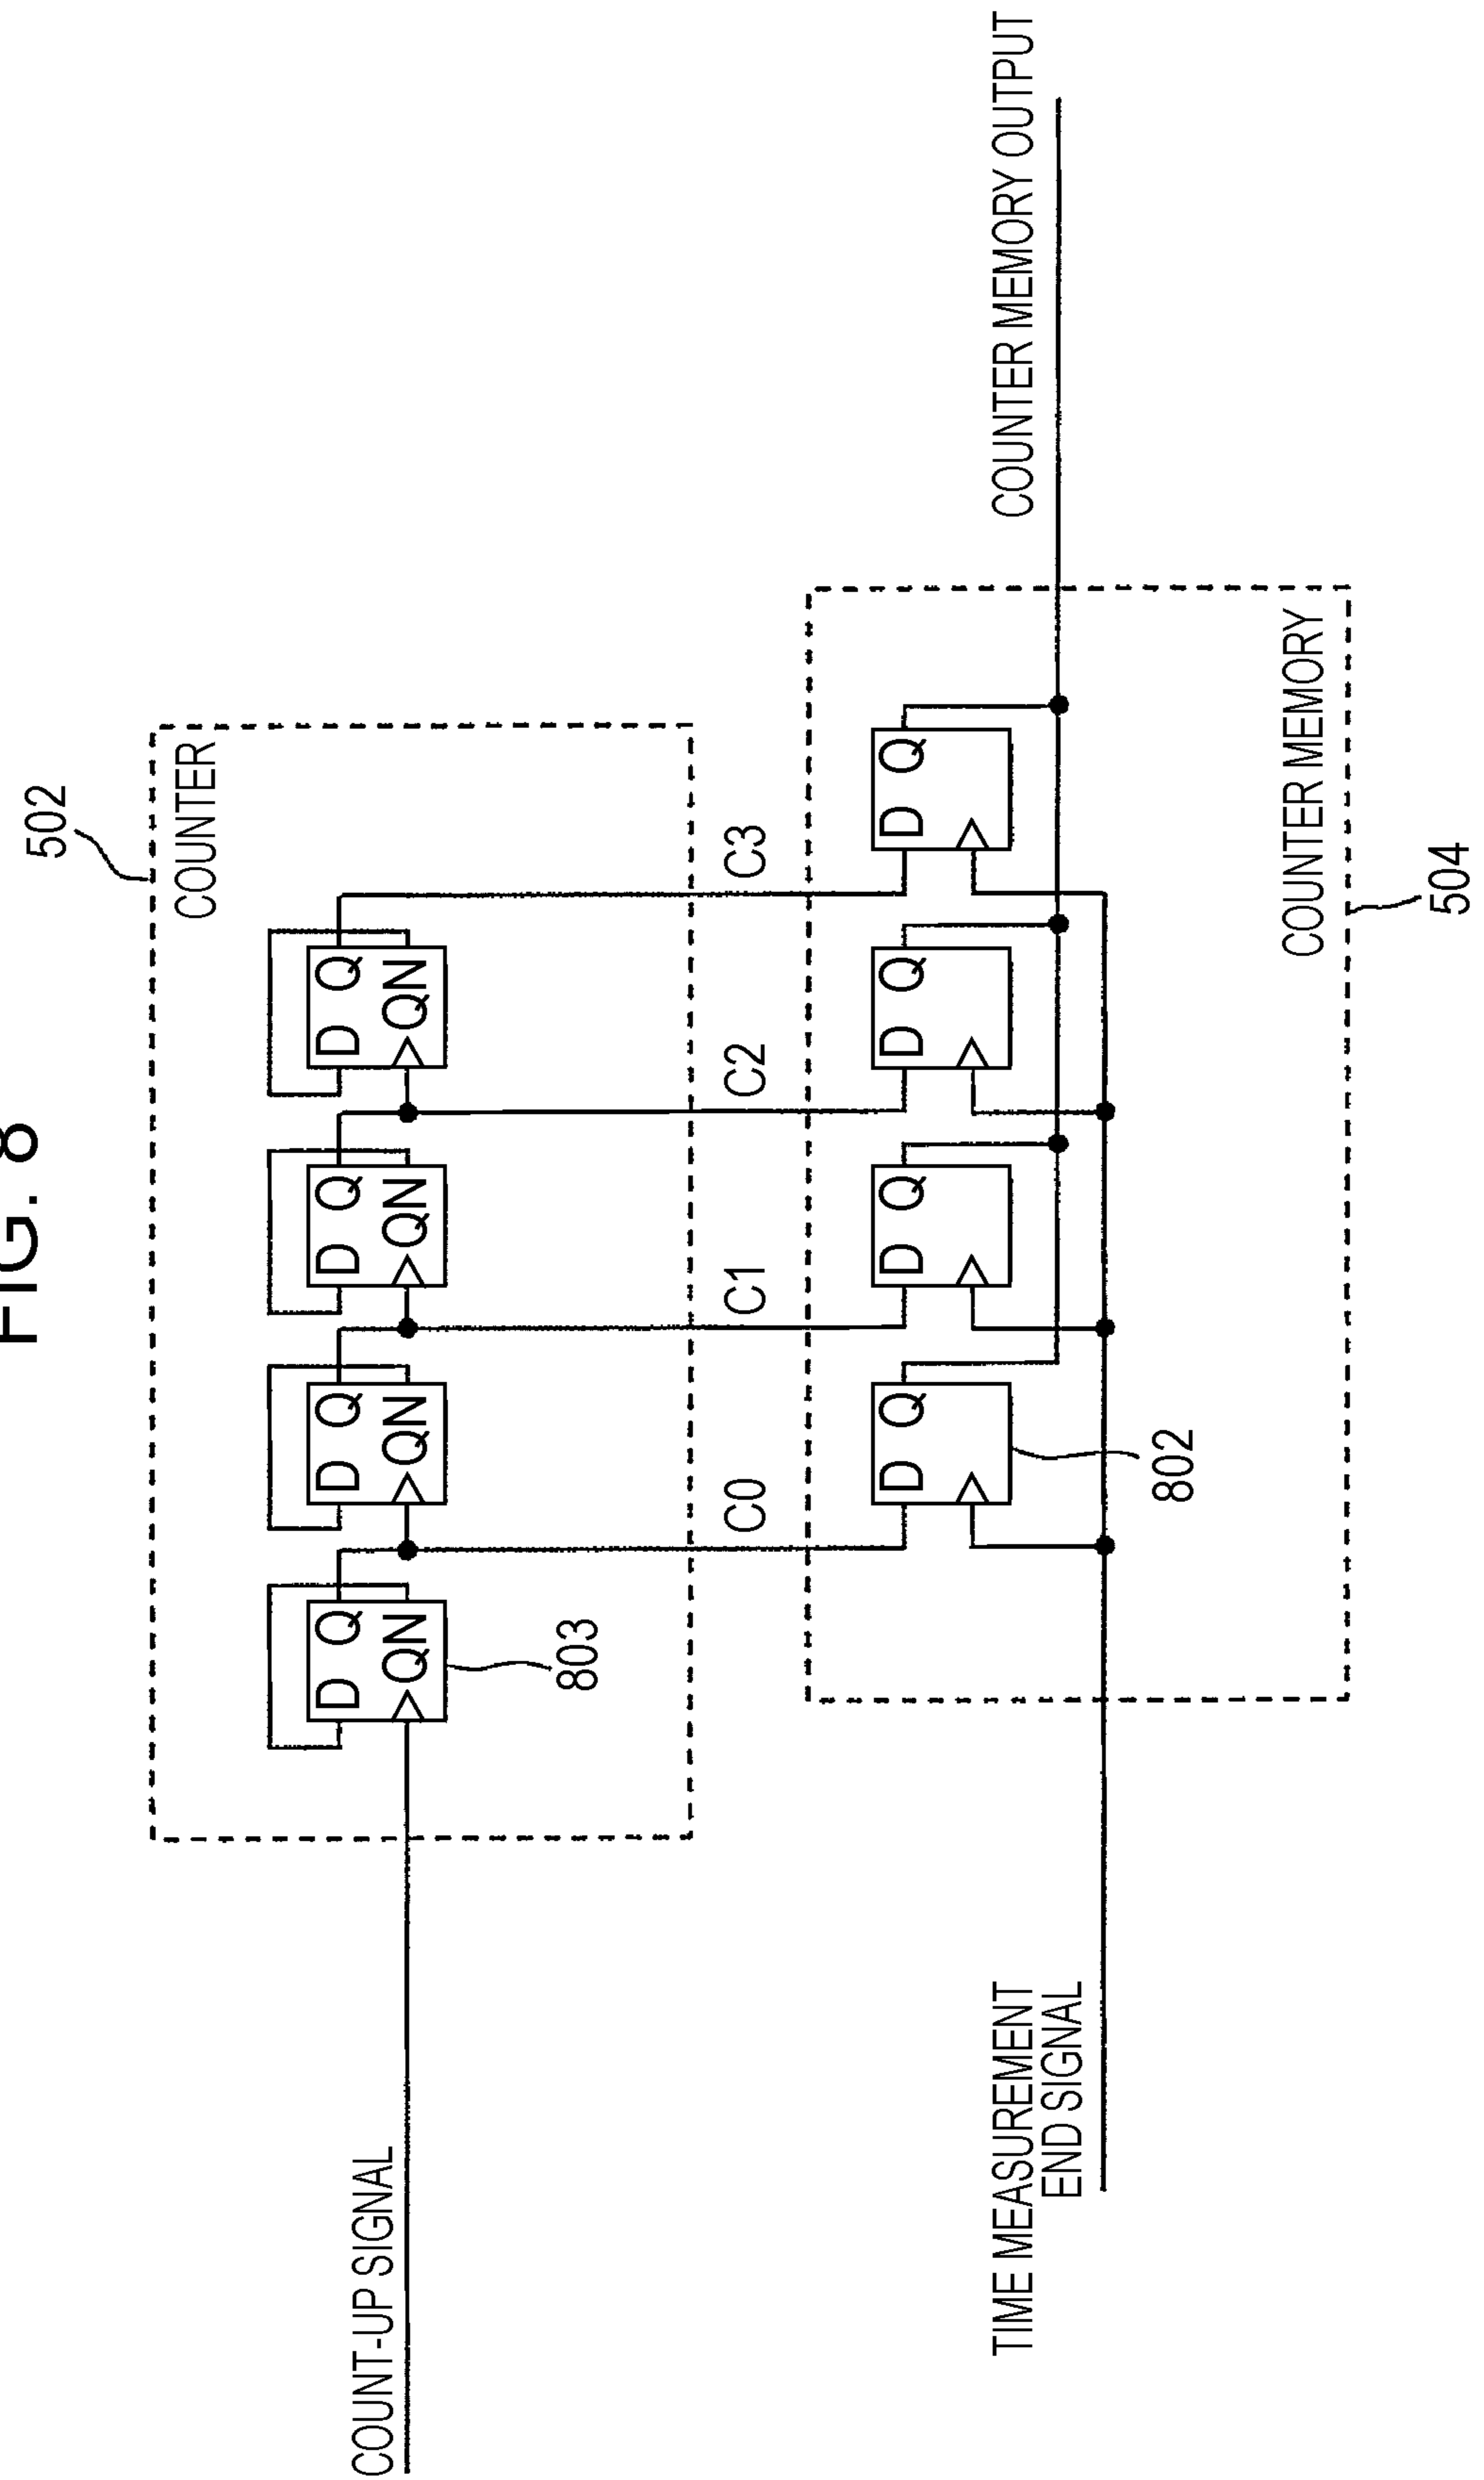 FIG. 8
502
COUNTER
D Q
QN
D Q
QN
D Q
QN
D Q
QN
803
COUNT-UP SIGNAL
C0
C1
C2
C3
D Q
D Q
D Q
D Q
802
TIME MEASUREMENT
END SIGNAL
COUNTER MEMORY OUTPUT
COUNTER MEMORY
504